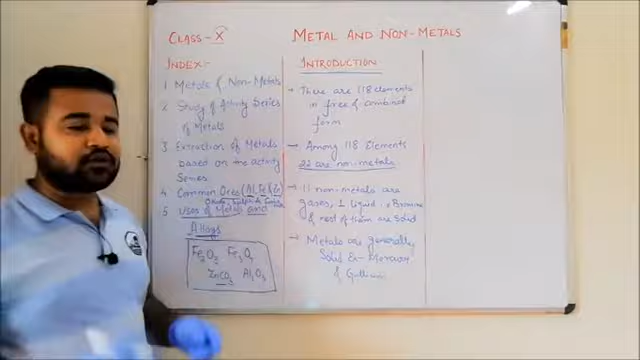 CLASS-X
METAL AND NON-METALS
INDEX:-
1 Metals & Non-Metals
2 Study of Activity Series
of Metals
3 Extraction of Metals
based on the activity
Series
4 Common Ores (Al, Fe & Zn)
5 Uses of Metals and
Alloys
Fe2O3 Fe3O4
ZnCO3 Al2O3
INTRODUCTION
→ There are 118 elements
in free & combined
form
→ Among 118 Elements
22 are non-metals
→ 11 non-metals are
gases, 1 liquid Bromine
& rest of them are Solid
→ Metals are generally
Solid Mercury
& Gallium